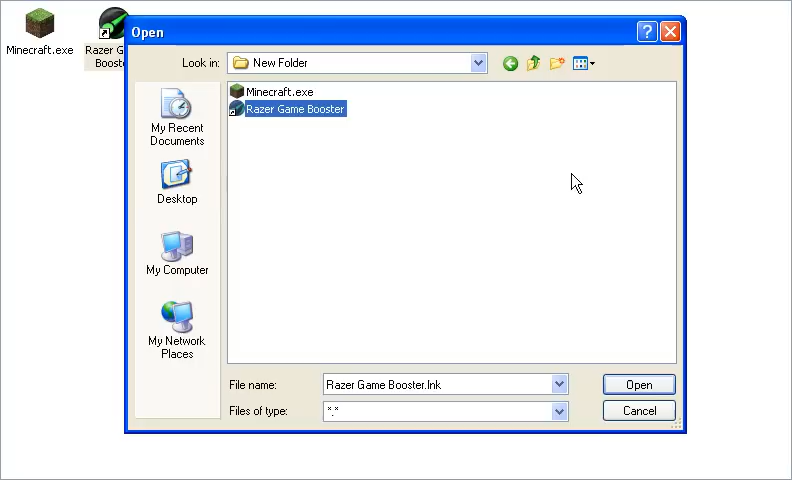 Minecraft.exe
Razer G
Boost
Open
Look in:
New Folder
Minecraft.exe
Razer Game Booster
My Recent
Documents
Desktop
My Computer
My Network
Places
File name:
Razer Game Booster.lnk
Open
Files of type:
*.*
Cancel